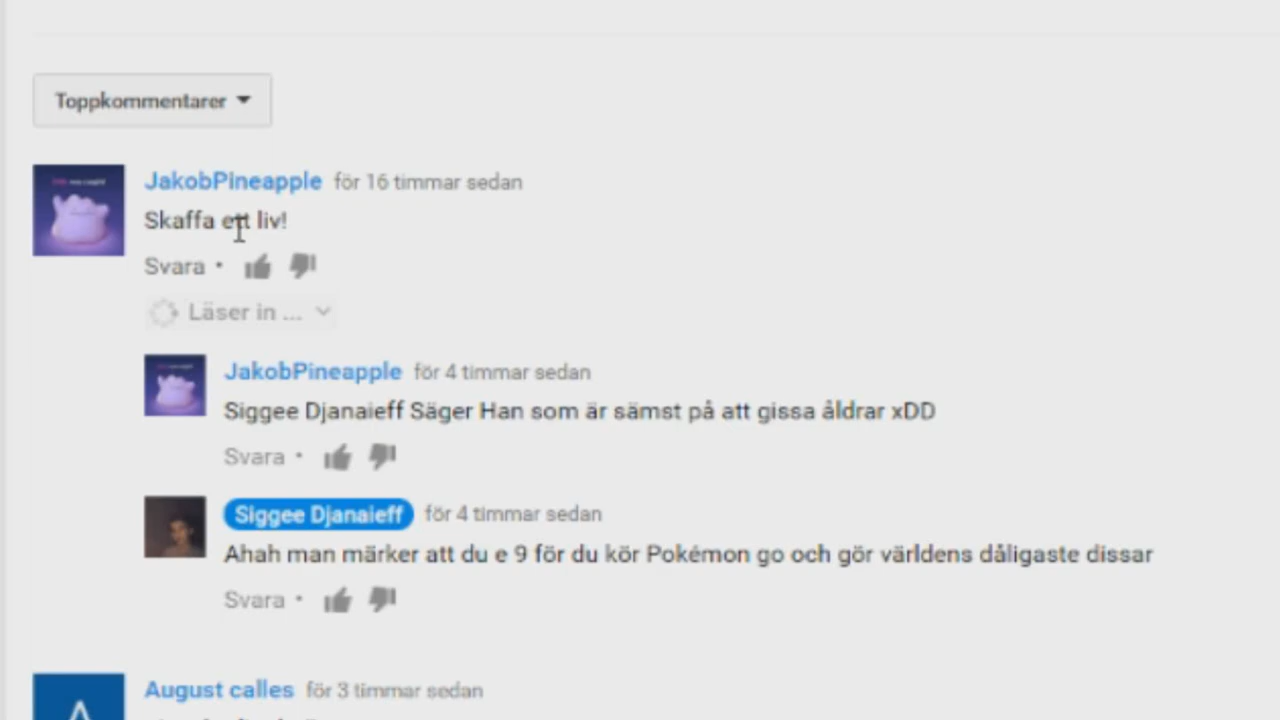 Toppkommentarer
JakobPineapple för 16 timmar sedan
Skaffa ett liv!
Svara •
Läser in ...
JakobPineapple för 4 timmar sedan
Siggee Djanaieff Säger Han som är sämst på att gissa åldrar xDD
Svara •
Siggee Djanaieff för 4 timmar sedan
Ahah man märker att du e 9 för du kör Pokémon go och gör världens dåligaste dissar
Svara •
August calles för 3 timmar sedan
A